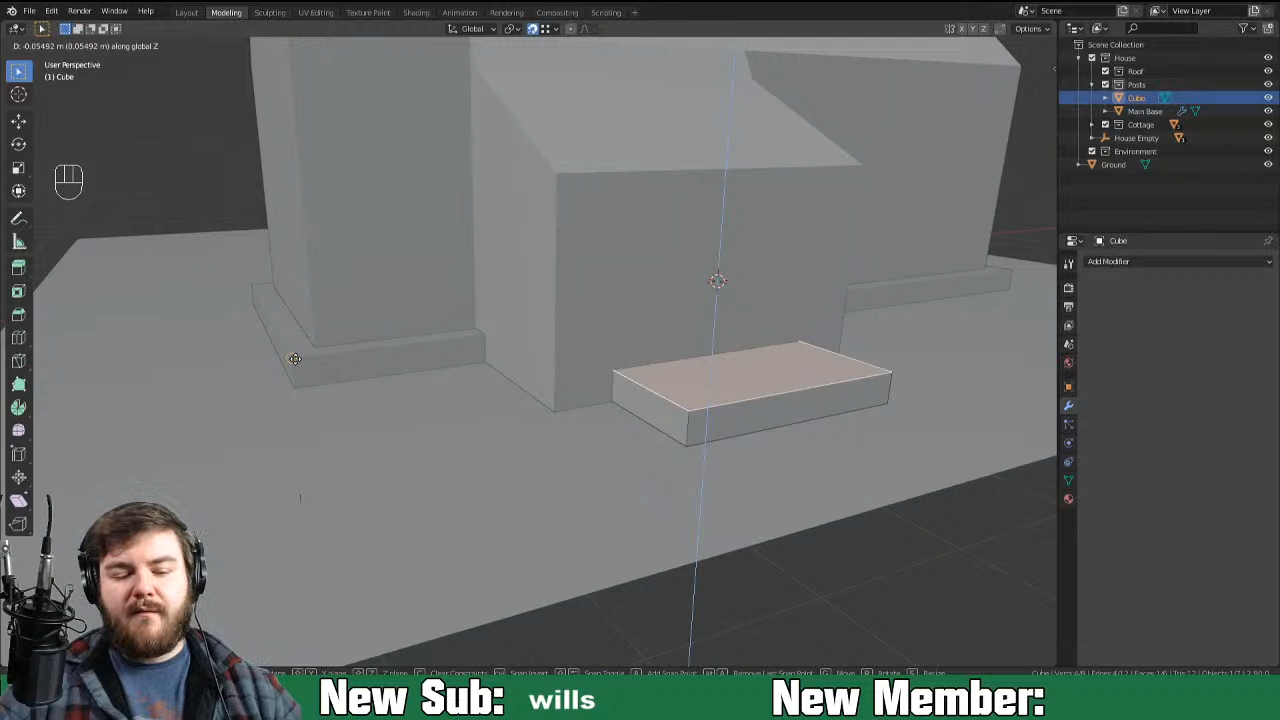 File Edit Render Window Help Layout Modeling Sculpting UV Editing Texture Paint Shading Animation Rendering Compositing Scripting + Scene View Layer
Global Options
D: -0.05492 m (0.05492 m) along global Z
User Perspective
(1) Cube
X Y Z
Scene Collection
House
Roof
Posts
Cube
Main Base
Cottage
House Empty
Environment
Ground
Cube
Add Modifier
New Sub: wills New Member: